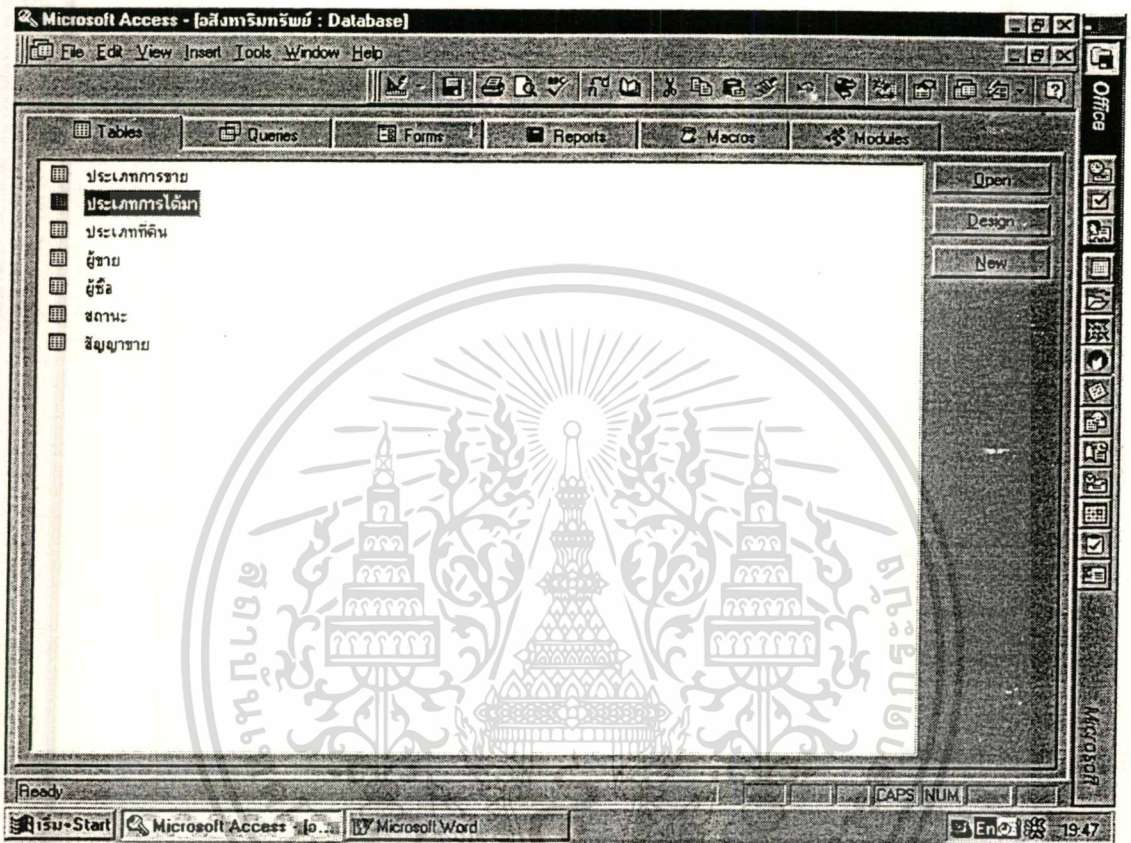 Microsoft Access - [อสังหาริมทรัพย์ : Database]
File Edit View Insert Tools Window Help
Office
Tables Queries Forms Reports Macros Modules
ประเภทการขาย
ประเภทการได้มา
ประเภทที่ดิน
ผู้ขาย
ผู้ซื้อ
สถานะ
สัญญาขาย
Open
Design
New
Microsoft
Ready
CAPS NUM
เริ่ม-Start Microsoft Access - [อ... Microsoft Word En 19:47